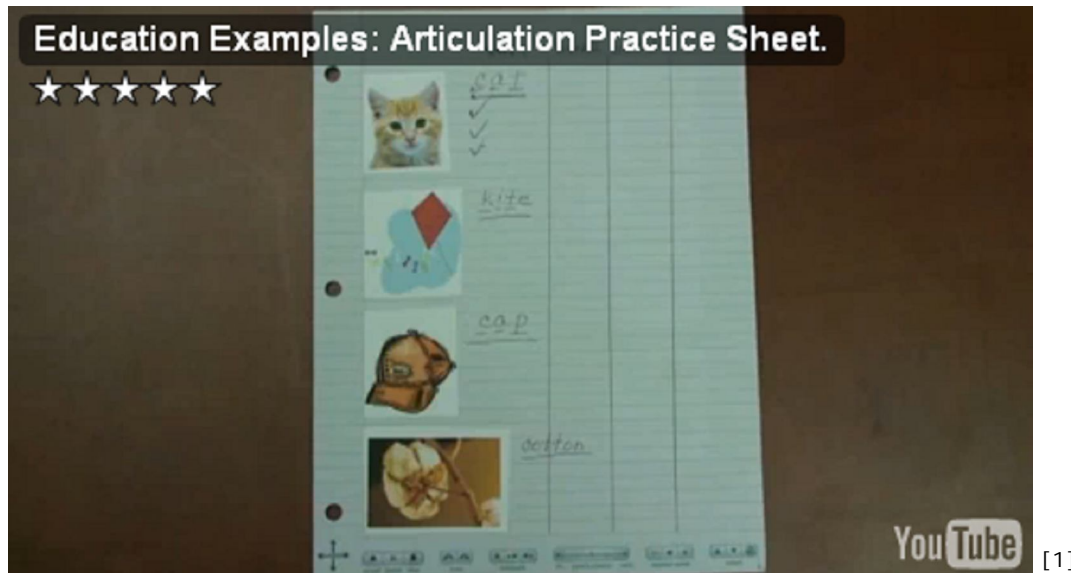 Education Examples: Articulation Practice Sheet.
cat
kite
cap
cotton
YouTube
[1]